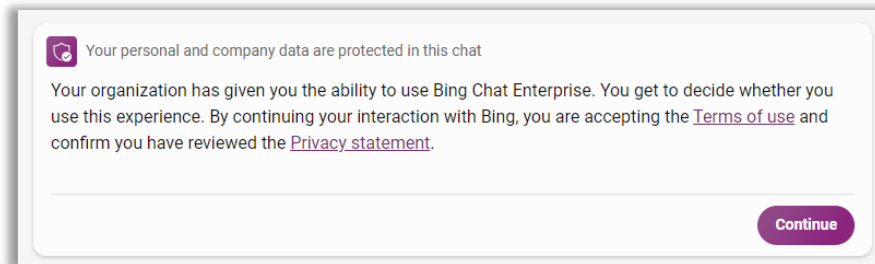 Your personal and company data are protected in this chat
Your organization has given you the ability to use Bing Chat Enterprise. You get to decide whether you
use this experience. By continuing your interaction with Bing, you are accepting the Terms of use and
confirm you have reviewed the Privacy statement.
Continue